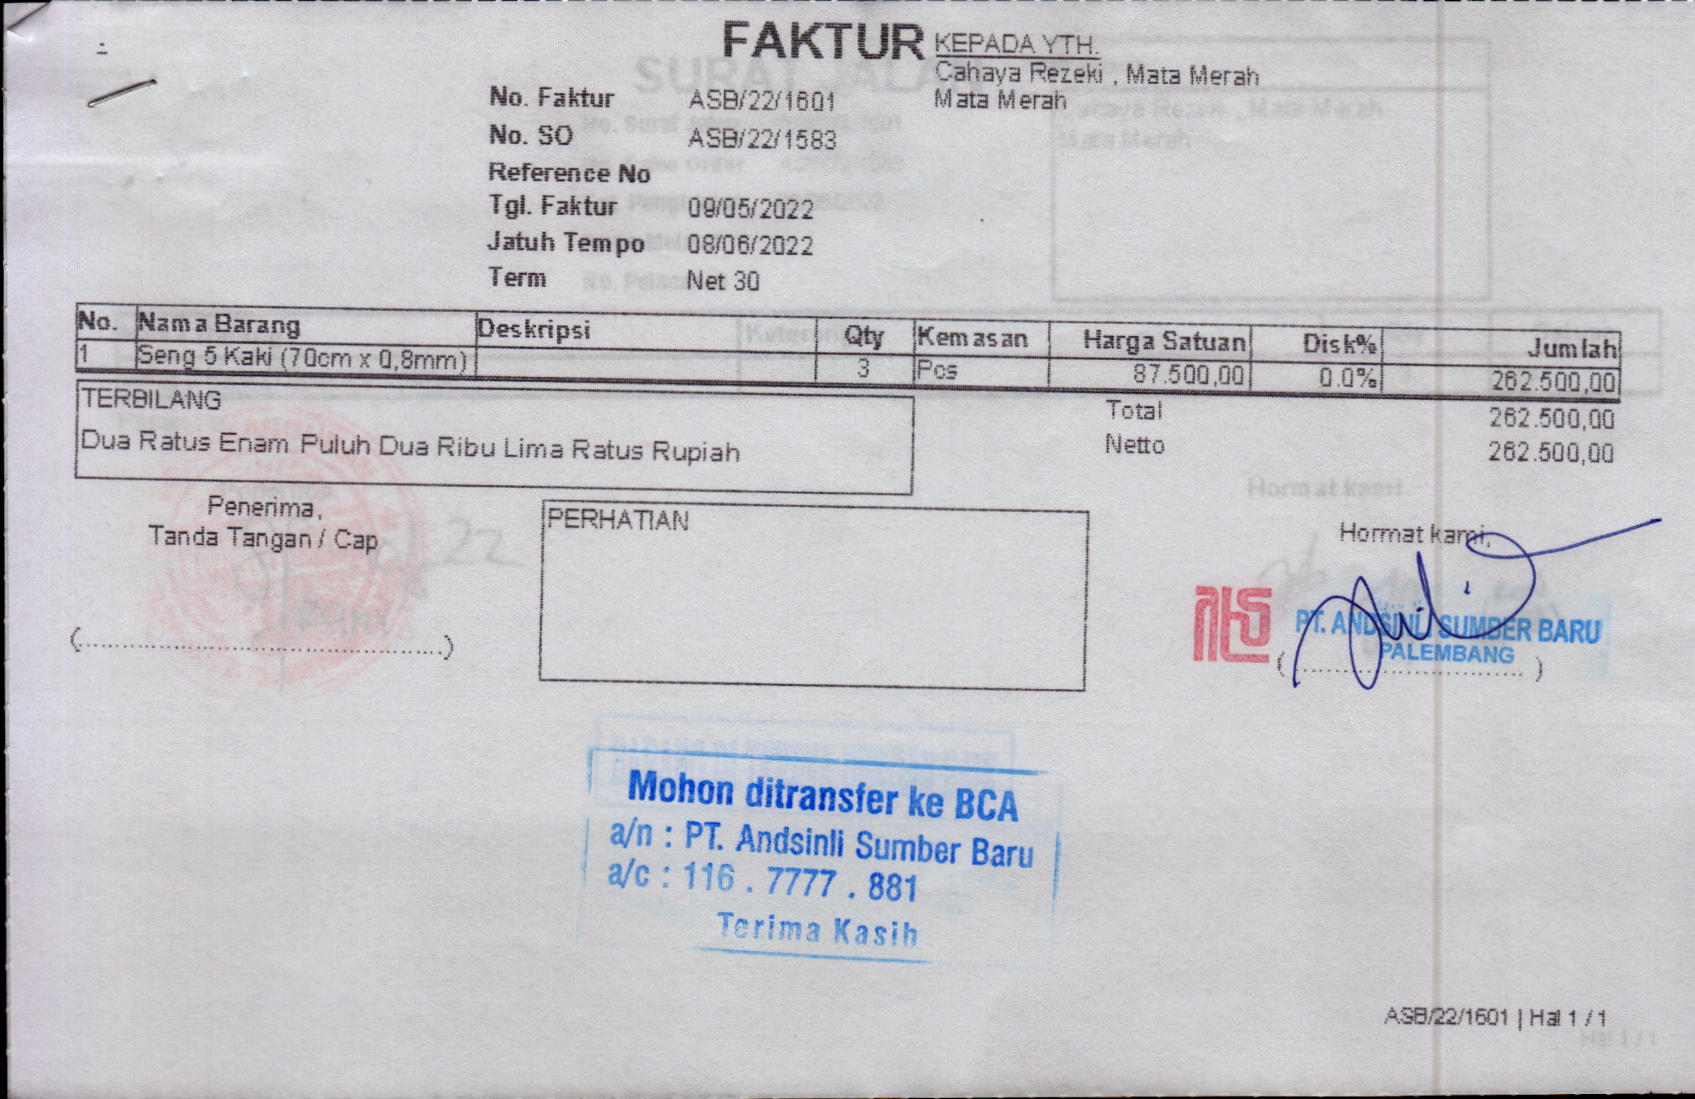 FAKTUR
KEPADA YTH.
Cahaya Rezeki , Mata Merah
Mata Merah
No. Faktur ASB/22/1601
No. SO ASB/22/1583
Reference No
Tgl. Faktur 09/05/2022
Jatuh Tempo 08/06/2022
Term Net 30
No. Nama Barang Deskripsi Qty Kemasan Harga Satuan Disk% Jumlah
1 Seng 5 Kaki (70cm x 0,8mm) 3 Pcs 87.500,00 0.0% 262.500,00
TERBILANG
Dua Ratus Enam Puluh Dua Ribu Lima Ratus Rupiah
Total 262.500,00
Netto 262.500,00
Penerima,
Tanda Tangan / Cap
(........................................................)
PERHATIAN
Hormat kami,
PT. ANDSINLI SUMBER BARU
PALEMBANG
(....................................)
Mohon ditransfer ke BCA
a/n : PT. Andsinli Sumber Baru
a/c : 116 . 7777 . 881
Terima Kasih
ASB/22/1601 | Hal 1 / 1